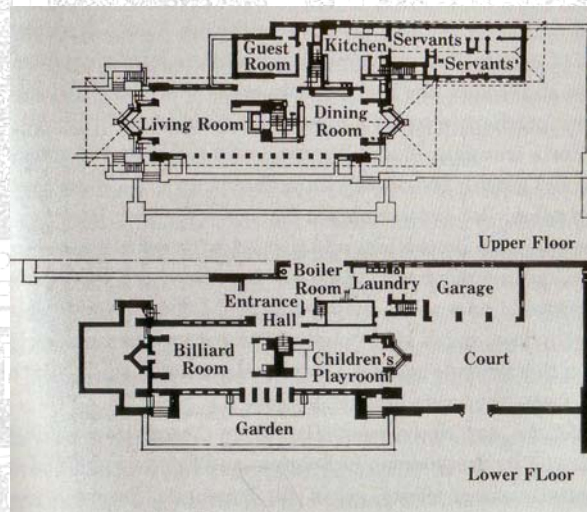 Guest
Room
Kitchen
Servants
Servants
Living Room
Dining
Room
Upper Floor
Boiler
Room
Laundry
Garage
Entrance
Hall
Billiard
Room
Children's
Playroom
Court
Garden
Lower FLoor